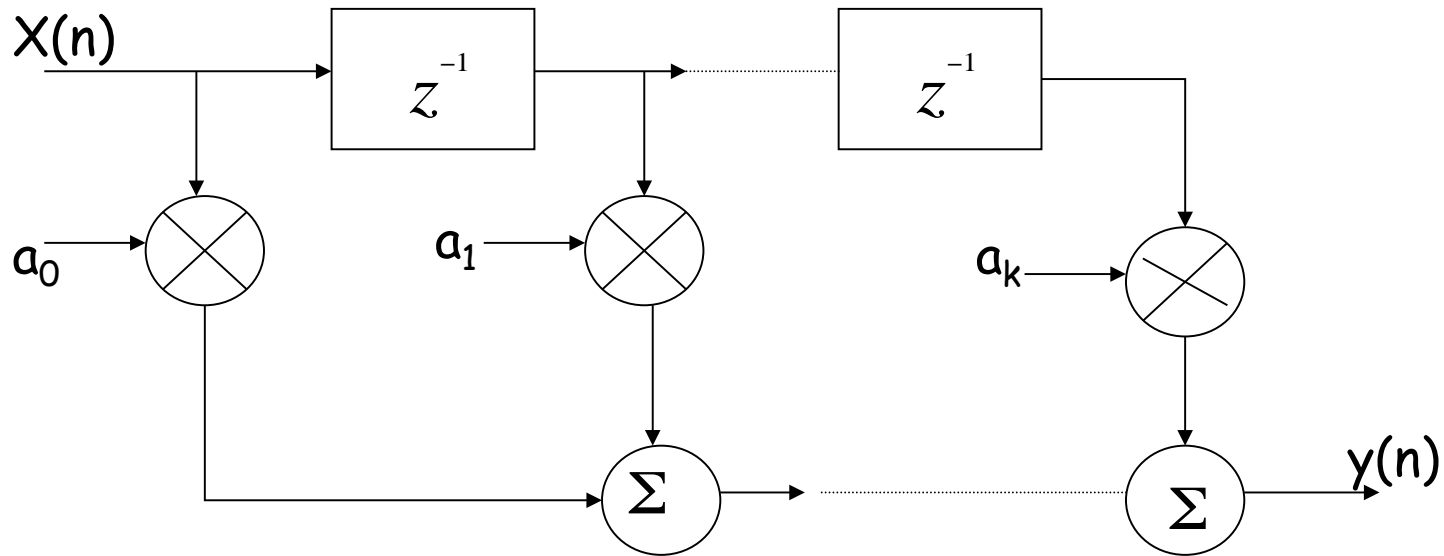 X(n)
z⁻¹
z⁻¹
a₀
a₁
aₖ
Σ
Σ
y(n)